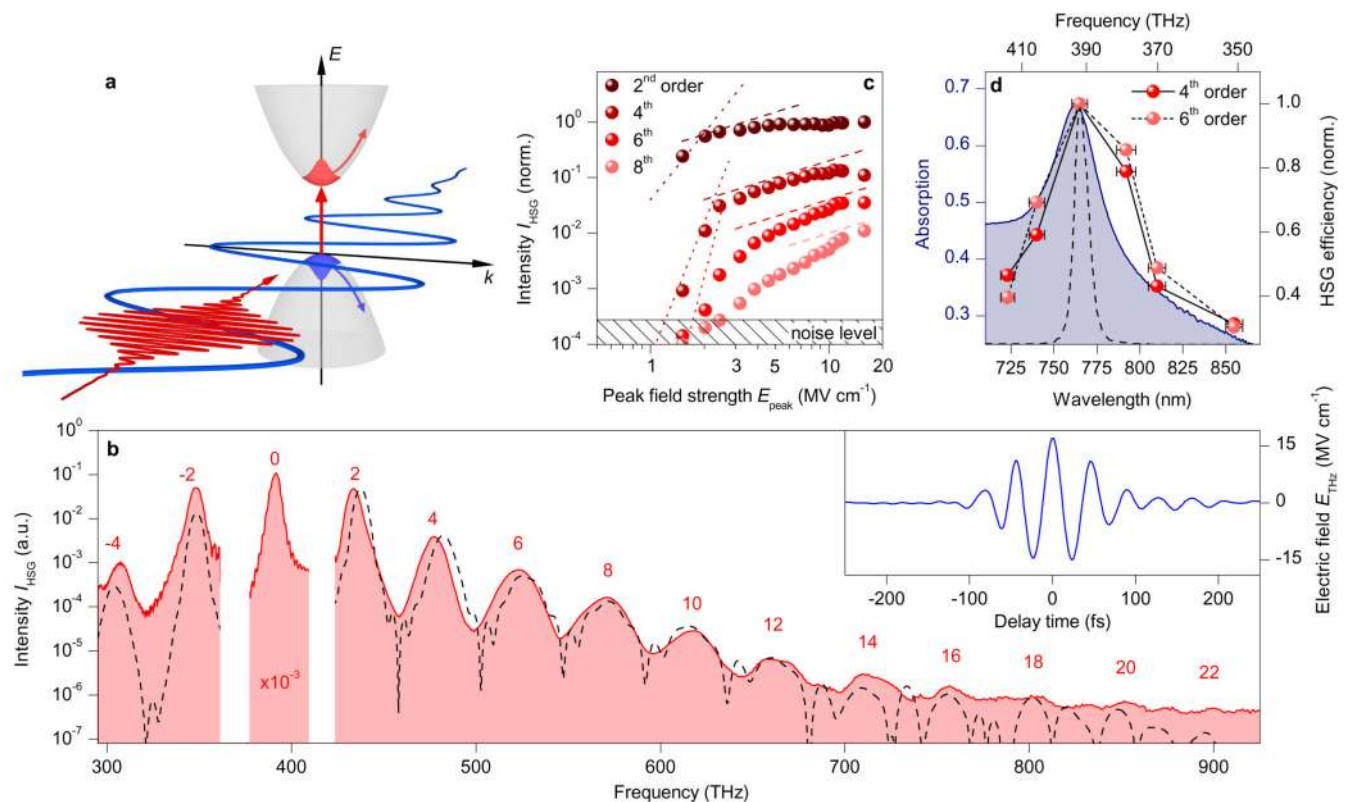 a
E
k
c
2nd order
4th
6th
8th
Intensity IHSG (norm.)
10^0
10^-1
10^-2
10^-3
10^-4
noise level
1 3 5 10 20
Peak field strength Epeak (MV cm^-1)
Frequency (THz)
410 390 370 350
d
4th order
6th order
Absorption
0.7
0.6
0.5
0.4
0.3
HSG efficiency (norm.)
1.0
0.8
0.6
0.4
725 775 825 850
Wavelength (nm)
b
Intensity IHSG (a.u.)
10^0
10^-1
10^-2
10^-3
10^-4
10^-5
10^-6
10^-7
-4 -2 0 2 4 6 8 10 12 14 16 18 20 22
x10^-3
300 400 500 600 700 800 900
Frequency (THz)
Electric field ETHz (MV cm^-1)
15
0
-15
-200 -100 0 100 200
Delay time (fs)